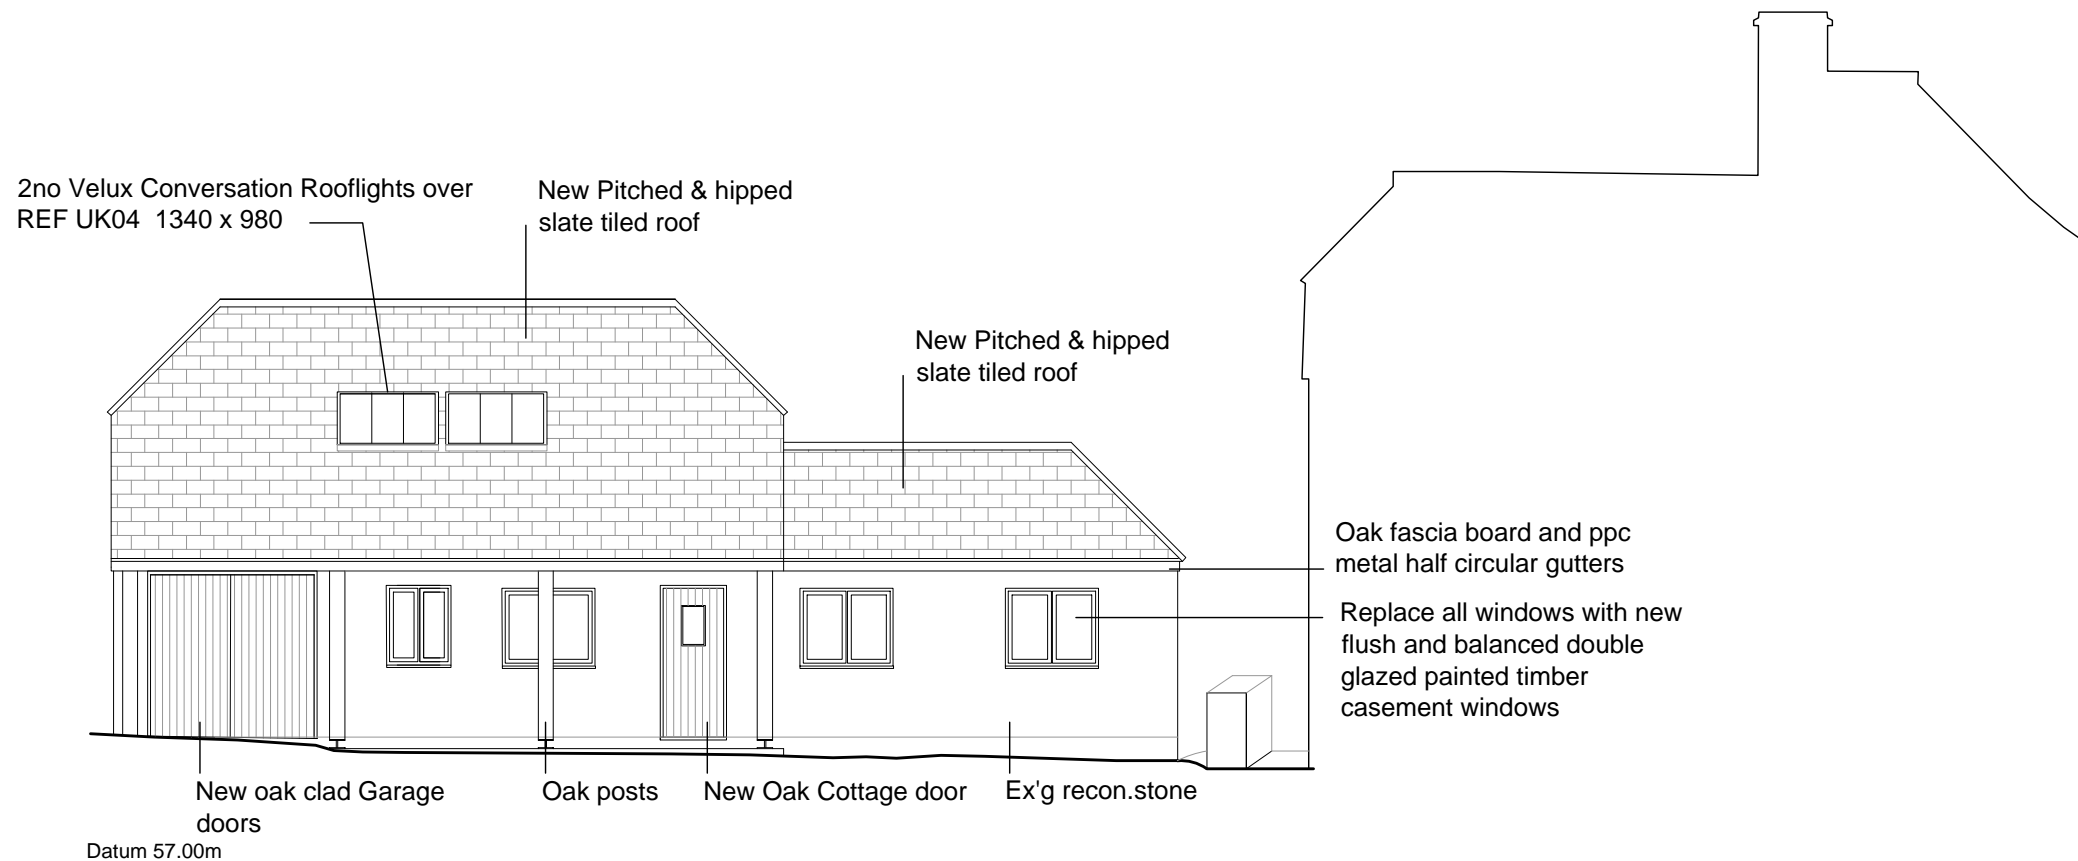 2no Velux Conversation Rooflights over
REF UK04 1340 x 980
New Pitched & hipped
slate tiled roof
New Pitched & hipped
slate tiled roof
Oak fascia board and ppc
metal half circular gutters
Replace all windows with new
flush and balanced double
glazed painted timber
casement windows
New oak clad Garage
doors
Oak posts
New Oak Cottage door
Ex'g recon.stone
Datum 57.00m